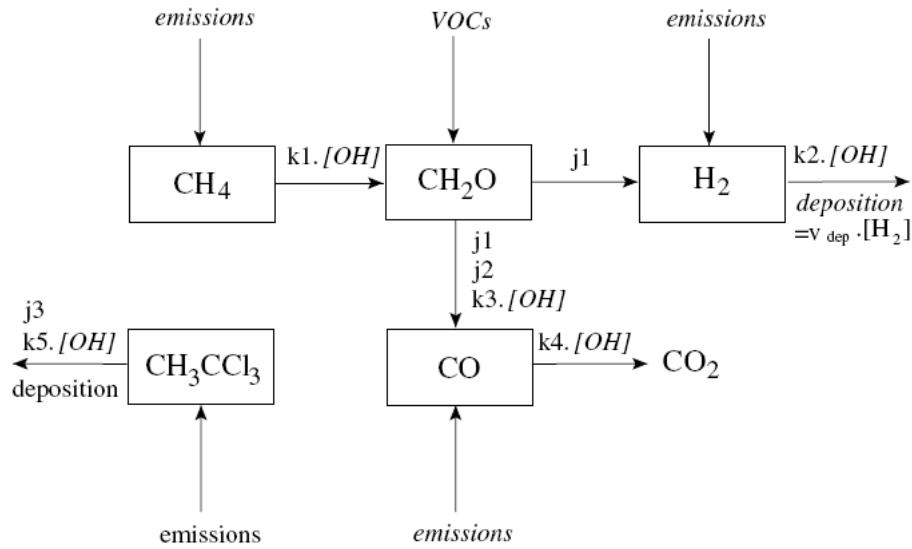 emissions
VOCs
emissions
k1.[OH]
j1
k2.[OH]
CH4
CH2O
H2
deposition
=v dep .[H2]
j1
j2
k3.[OH]
j3
k5.[OH]
deposition
CH3CCl3
CO
k4.[OH]
CO2
emissions
emissions